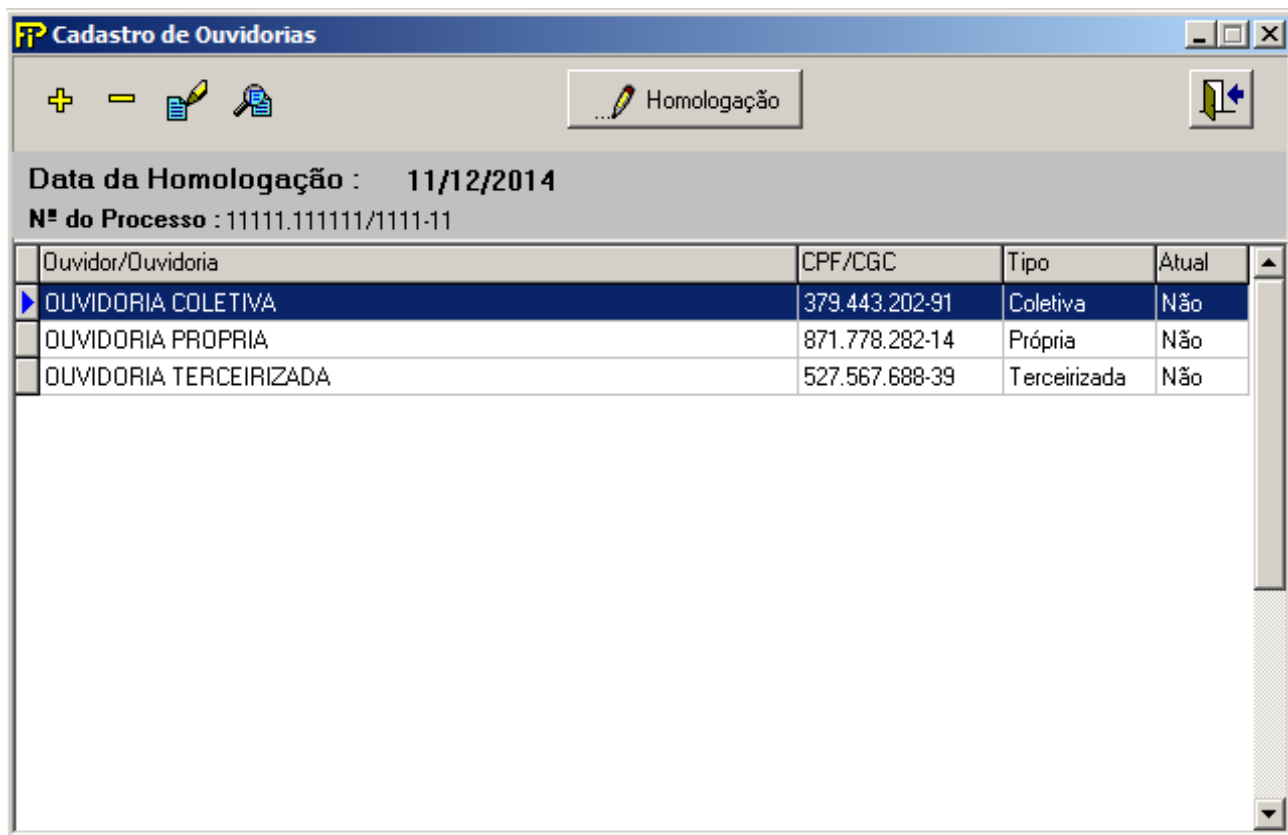 FIP Cadastro de Ouvidorias
... Homologação
Data da Homologação : 11/12/2014
Nº do Processo : 11111.111111/1111-11
Ouvidor/Ouvidoria CPF/CGC Tipo Atual
OUVIDORIA COLETIVA 379.443.202-91 Coletiva Não
OUVIDORIA PROPRIA 871.778.282-14 Própria Não
OUVIDORIA TERCEIRIZADA 527.567.688-39 Terceirizada Não